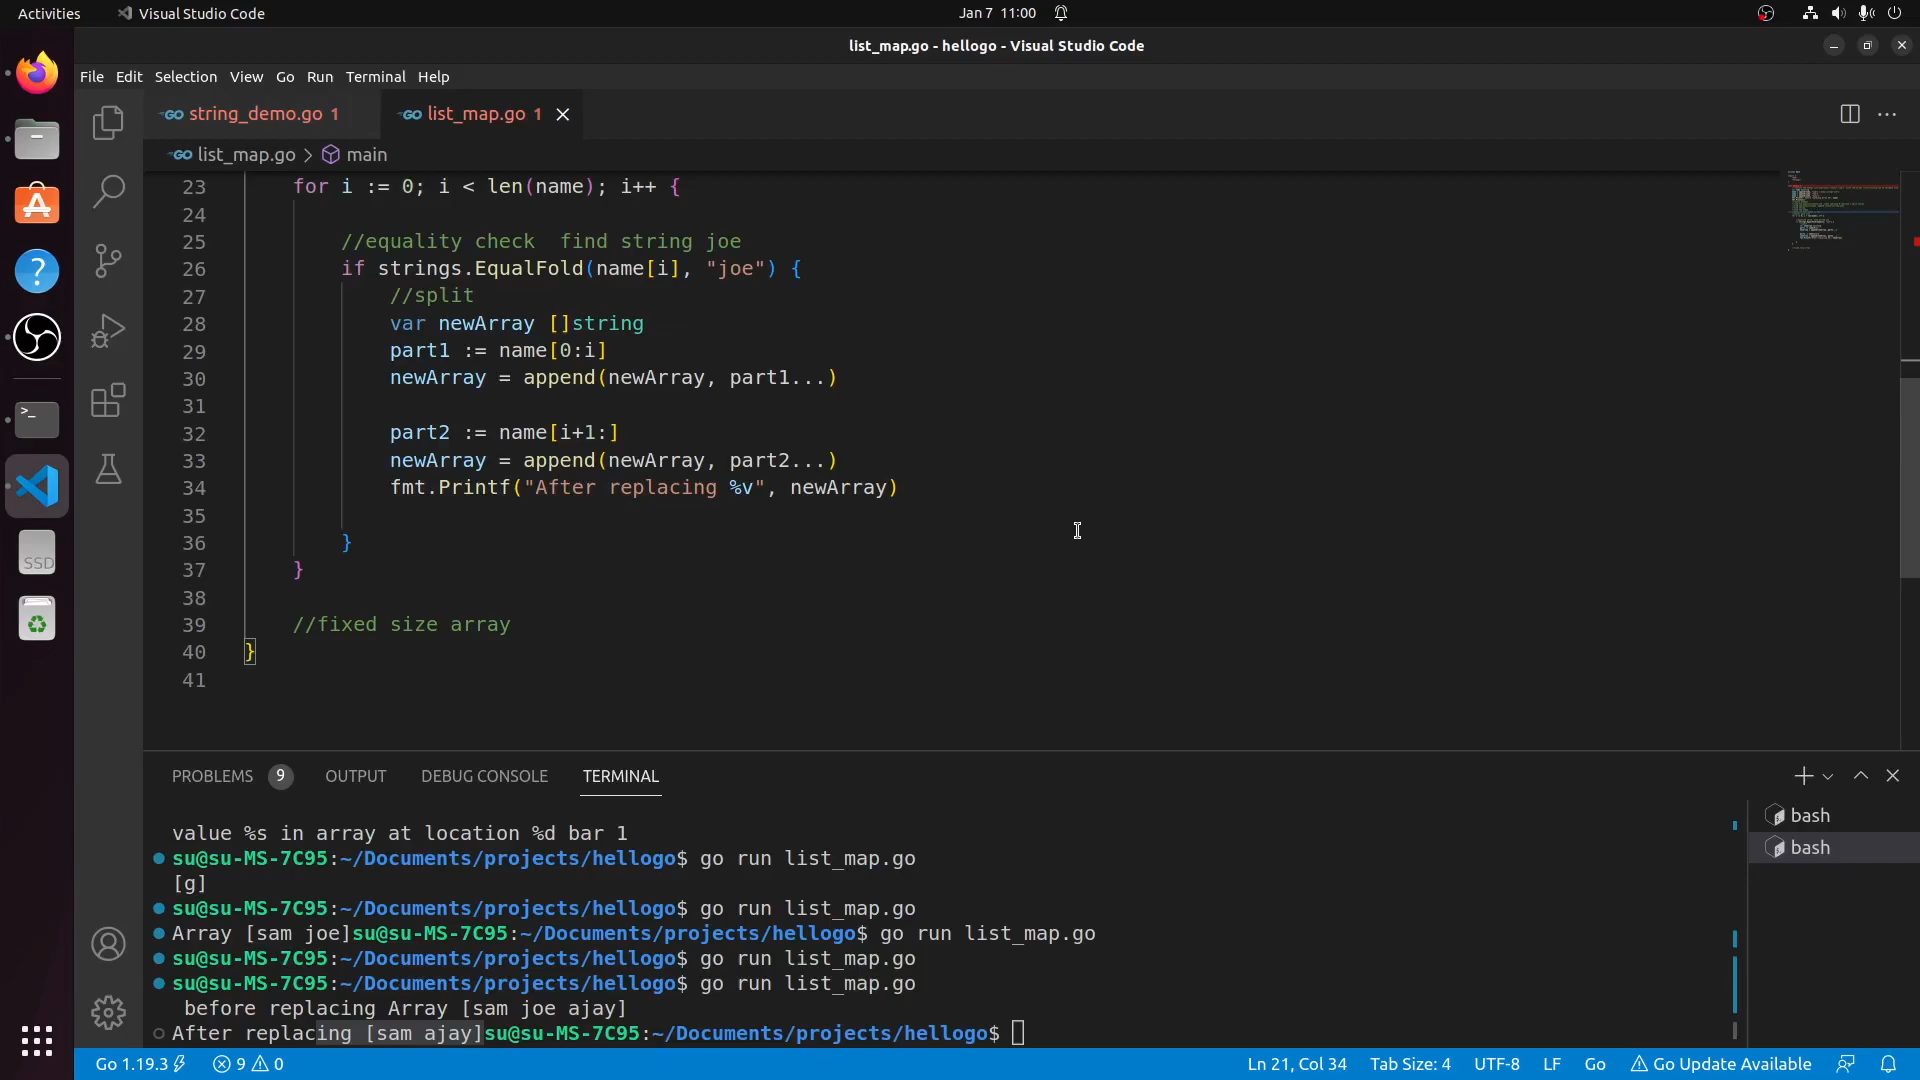 Activities
Visual Studio Code
Jan 7 11:00
list_map.go - hellogo - Visual Studio Code
File Edit Selection View Go Run Terminal Help
GO string_demo.go 1
GO list_map.go 1
GO list_map.go > main
23 for i := 0; i < len(name); i++ {
24
25 //equality check  find string joe
26 if strings.EqualFold(name[i], "joe") {
27 //split
28 var newArray []string
29 part1 := name[0:i]
30 newArray = append(newArray, part1...)
31
32 part2 := name[i+1:]
33 newArray = append(newArray, part2...)
34 fmt.Printf("After replacing %v", newArray)
35
36 }
37 }
38
39 //fixed size array
40 }
41
PROBLEMS 9 OUTPUT DEBUG CONSOLE TERMINAL
value %s in array at location %d bar 1
su@su-MS-7C95:~/Documents/projects/hellogo$ go run list_map.go
[g]
su@su-MS-7C95:~/Documents/projects/hellogo$ go run list_map.go
Array [sam joe]su@su-MS-7C95:~/Documents/projects/hellogo$ go run list_map.go
su@su-MS-7C95:~/Documents/projects/hellogo$ go run list_map.go
su@su-MS-7C95:~/Documents/projects/hellogo$ go run list_map.go
before replacing Array [sam joe ajay]
After replacing [sam ajay]su@su-MS-7C95:~/Documents/projects/hellogo$
bash
bash
SSD
Go 1.19.3 9 0 Ln 21, Col 34 Tab Size: 4 UTF-8 LF Go Go Update Available